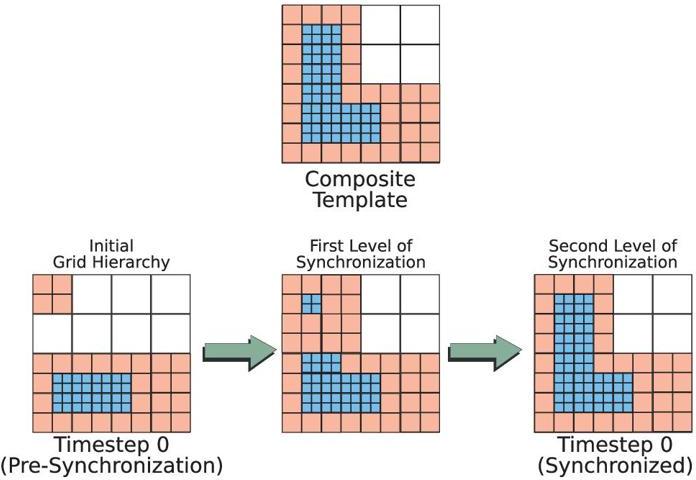 Composite
Template
Initial
Grid Hierarchy
First Level of
Synchronization
Second Level of
Synchronization
Timestep 0
(Pre-Synchronization)
Timestep 0
(Synchronized)